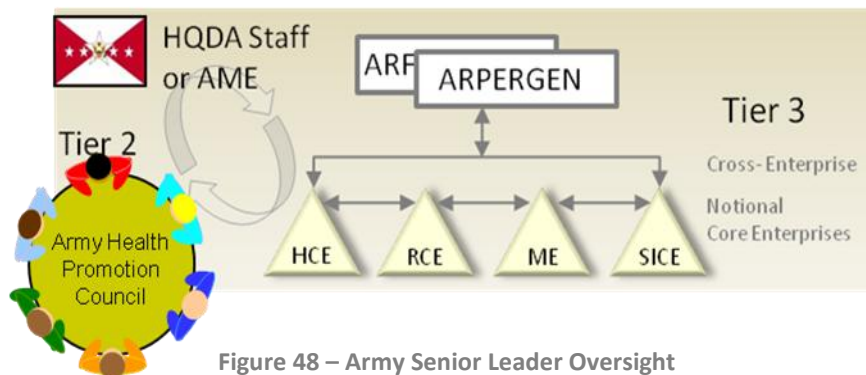 HQDA Staff
or AME
ARF
ARPERGEN
Tier 3
Tier 2
Cross-Enterprise
Notional
Core Enterprises
HCE
RCE
ME
SICE
Army Health
Promotion
Council
Figure 48 – Army Senior Leader Oversight